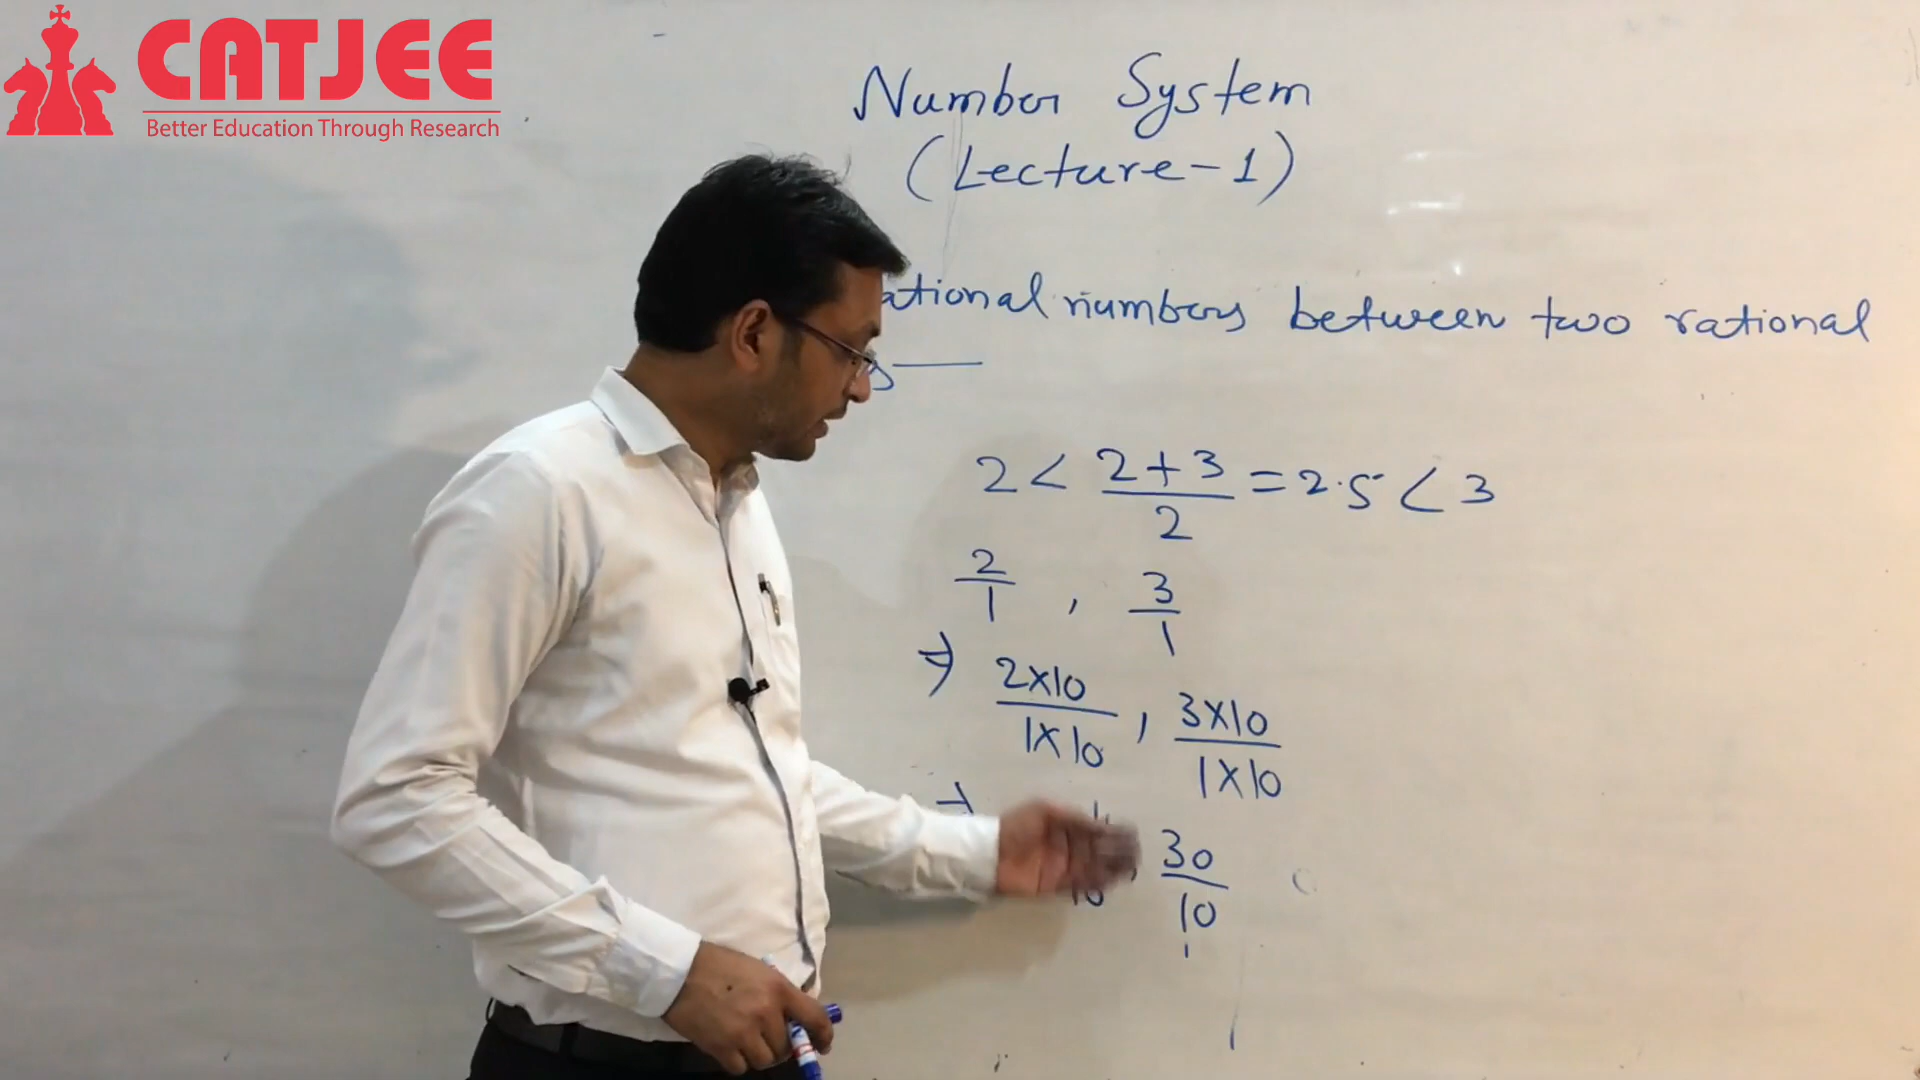 CATJEE
Better Education Through Research
Number System
(Lecture-1)
ational numbers between two rational
s—
2 < 2+3/2 = 2.5 < 3
2/1 , 3/1
⇒ 2×10/1×10 , 3×10/1×10
10 , 30/10